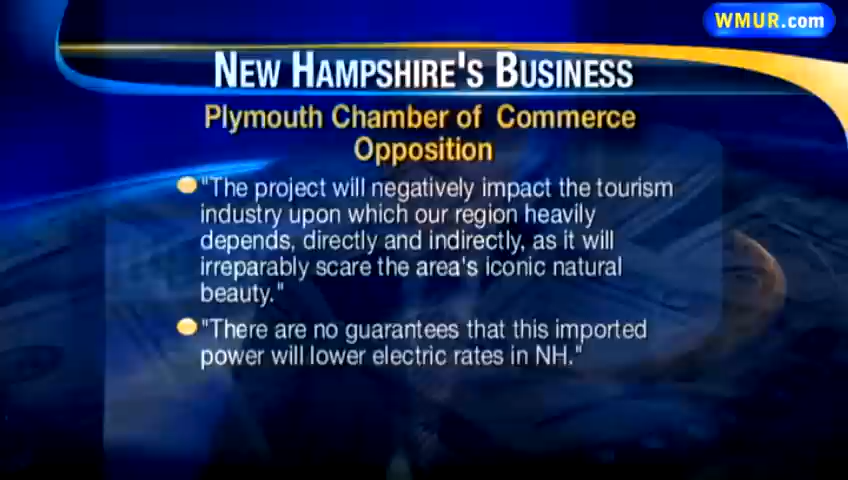 WMUR.com
NEW HAMPSHIRE'S BUSINESS
Plymouth Chamber of Commerce
Opposition
"The project will negatively impact the tourism
industry upon which our region heavily
depends, directly and indirectly, as it will
irreparably scare the area's iconic natural
beauty."
"There are no guarantees that this imported
power will lower electric rates in NH."